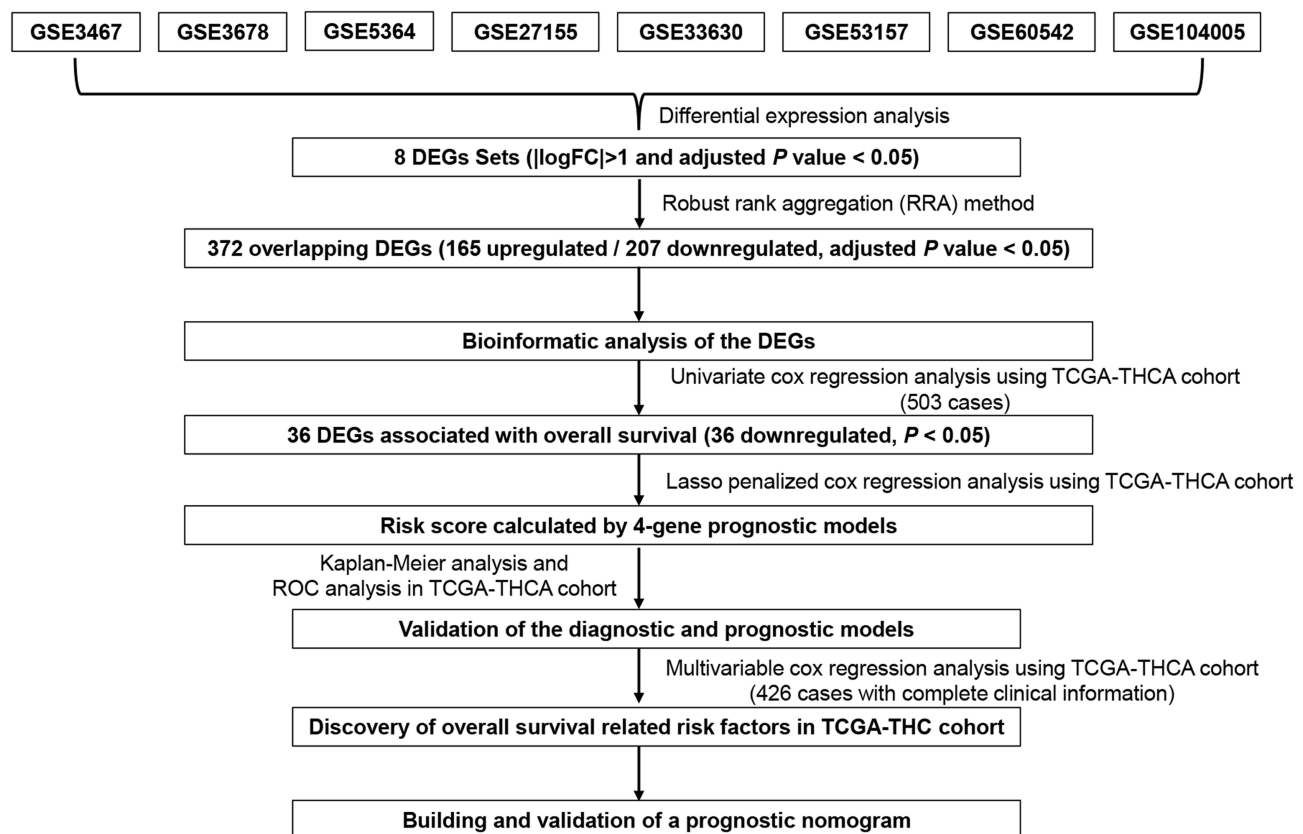 GSE3467 GSE3678 GSE5364 GSE27155 GSE33630 GSE53157 GSE60542 GSE104005
Differential expression analysis
8 DEGs Sets (|logFC|>1 and adjusted P value < 0.05)
Robust rank aggregation (RRA) method
372 overlapping DEGs (165 upregulated / 207 downregulated, adjusted P value < 0.05)
Bioinformatic analysis of the DEGs
Univariate cox regression analysis using TCGA-THCA cohort
(503 cases)
36 DEGs associated with overall survival (36 downregulated, P < 0.05)
Lasso penalized cox regression analysis using TCGA-THCA cohort
Risk score calculated by 4-gene prognostic models
Kaplan-Meier analysis and
ROC analysis in TCGA-THCA cohort
Validation of the diagnostic and prognostic models
Multivariable cox regression analysis using TCGA-THCA cohort
(426 cases with complete clinical information)
Discovery of overall survival related risk factors in TCGA-THC cohort
Building and validation of a prognostic nomogram